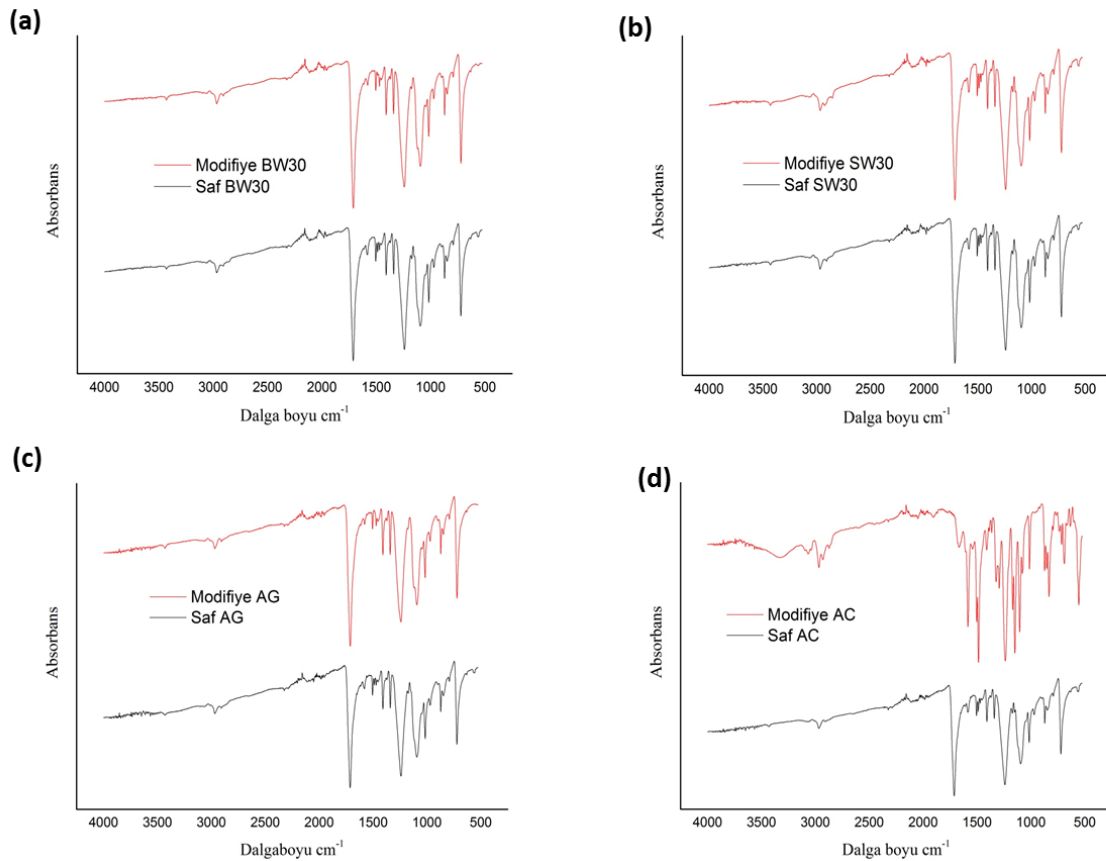 (a)
Absorbans
Modifiye BW30
Saf BW30
4000 3500 3000 2500 2000 1500 1000 500
Dalga boyu cm-1
(b)
Absorbans
Modifiye SW30
Saf SW30
4000 3500 3000 2500 2000 1500 1000 500
Dalga boyu cm-1
(c)
Absorbans
Modifiye AG
Saf AG
4000 3500 3000 2500 2000 1500 1000 500
Dalgaboyu cm-1
(d)
Absorbans
Modifiye AC
Saf AC
4000 3500 3000 2500 2000 1500 1000 500
Dalga boyu cm-1